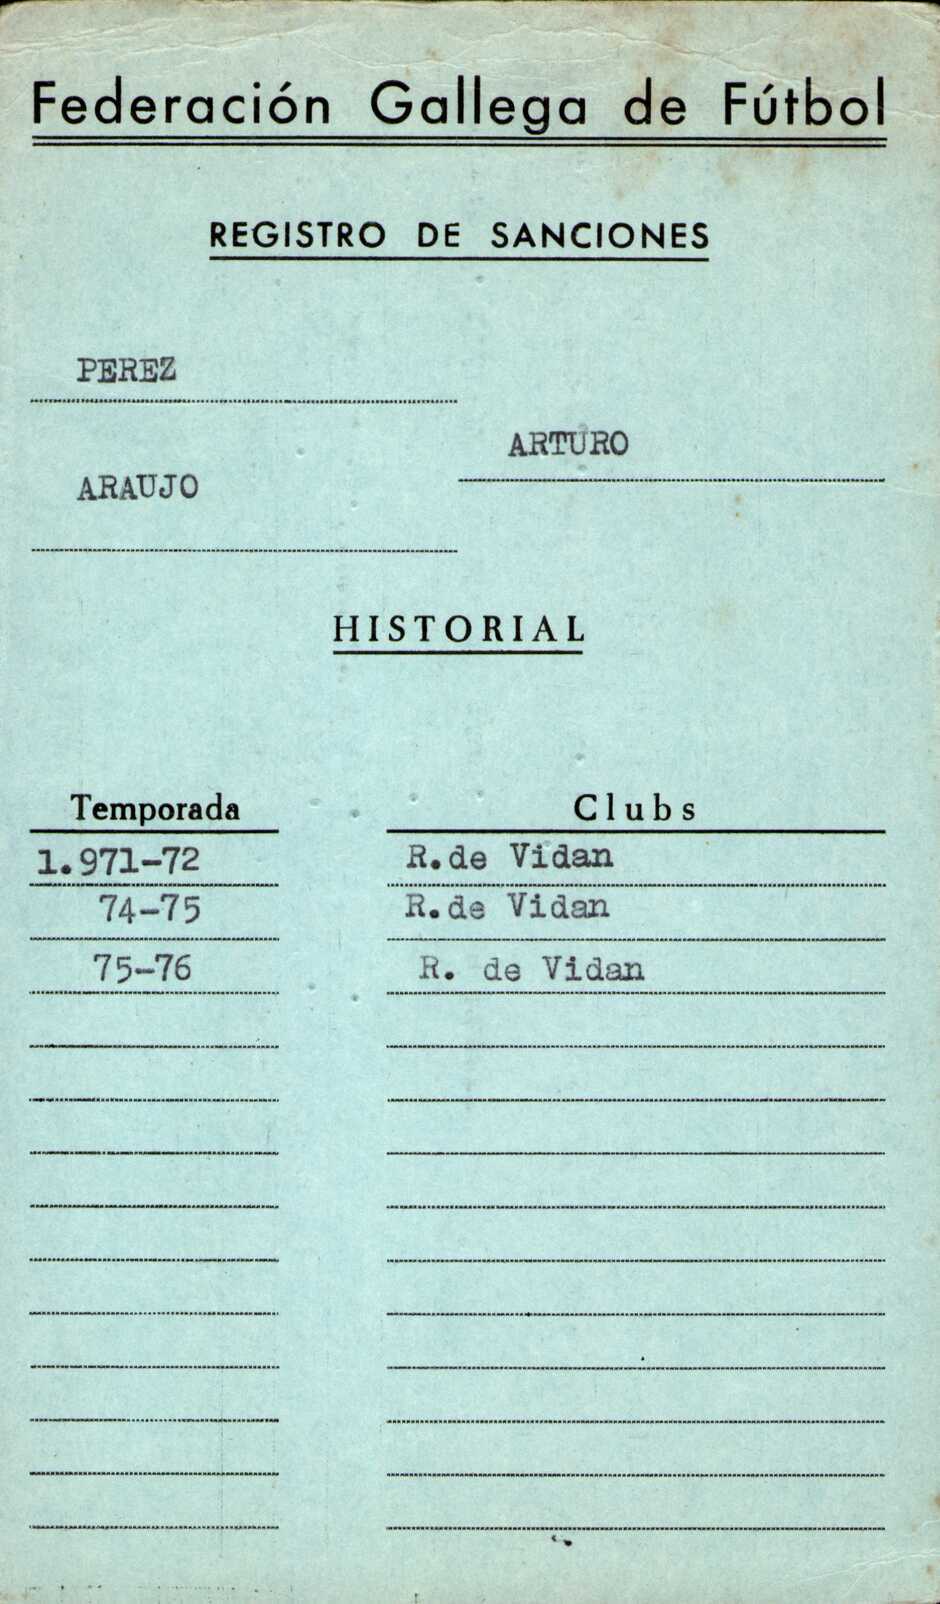 Federación Gallega de Fútbol
REGISTRO DE SANCIONES
PEREZ
ARTURO
ARAUJO
HISTORIAL
Temporada Clubs
1.971-72 R.de Vidan
74-75 R.de Vidan
75-76 R. de Vidan